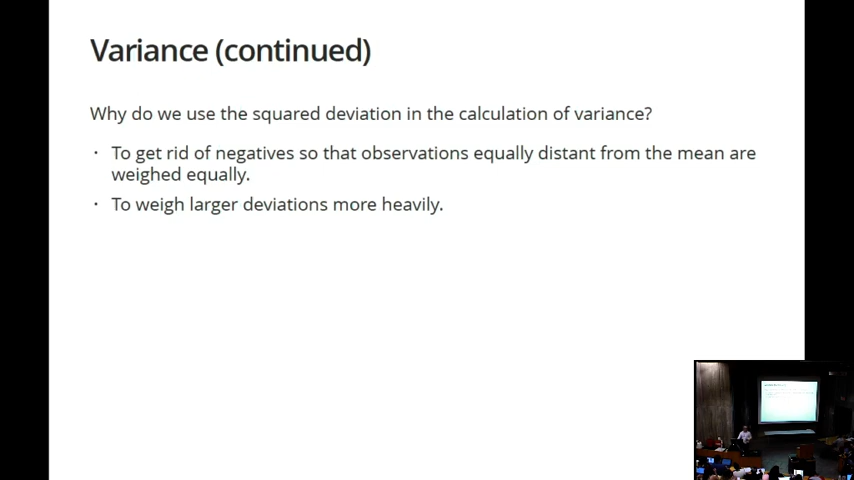 Variance (continued)
Why do we use the squared deviation in the calculation of variance?
· To get rid of negatives so that observations equally distant from the mean are
weighed equally.
· To weigh larger deviations more heavily.